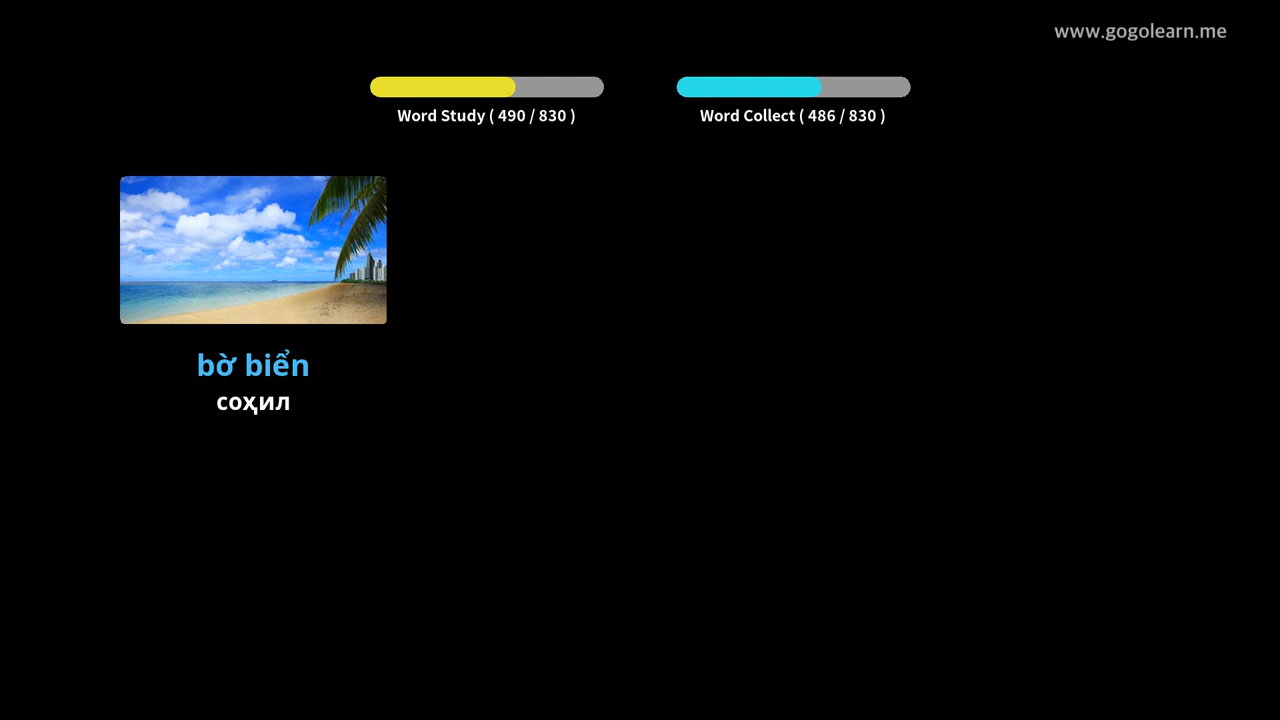 www.gogolearn.me
Word Study ( 490 / 830 )
Word Collect ( 486 / 830 )
bờ biển
соҳил